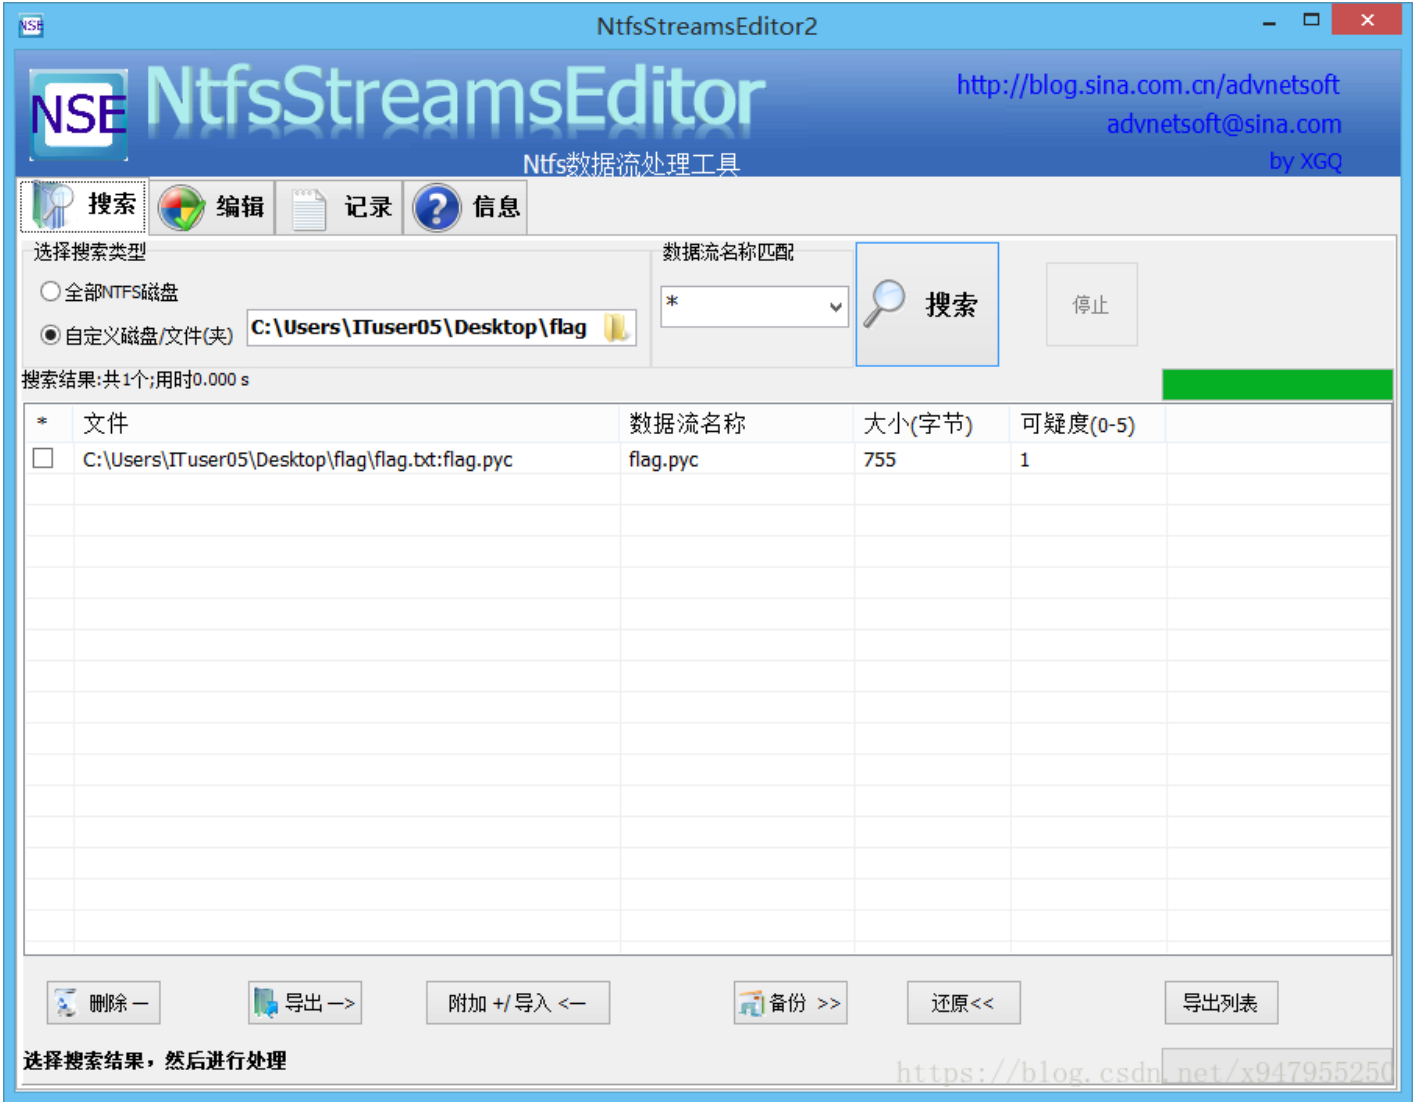 NSE
NtfsStreamsEditor2
NSE
NtfsStreamsEditor
http://blog.sina.com.cn/advnetsoft
advnetsoft@sina.com
Ntfs数据流处理工具
by XGQ
搜索
编辑
记录
信息
选择搜索类型
数据流名称匹配
全部NTFS磁盘
*
搜索
停止
自定义磁盘/文件(夹)
C:\Users\ITuser05\Desktop\flag
搜索结果:共1个;用时0.000 s
* 文件 数据流名称 大小(字节) 可疑度(0-5)
C:\Users\ITuser05\Desktop\flag\flag.txt:flag.pyc flag.pyc 755 1
删除 —
导出 —>
附加 +/ 导入 <—
备份 >>
还原<<
导出列表
选择搜索结果，然后进行处理
https://blog.csdn.net/x947955250